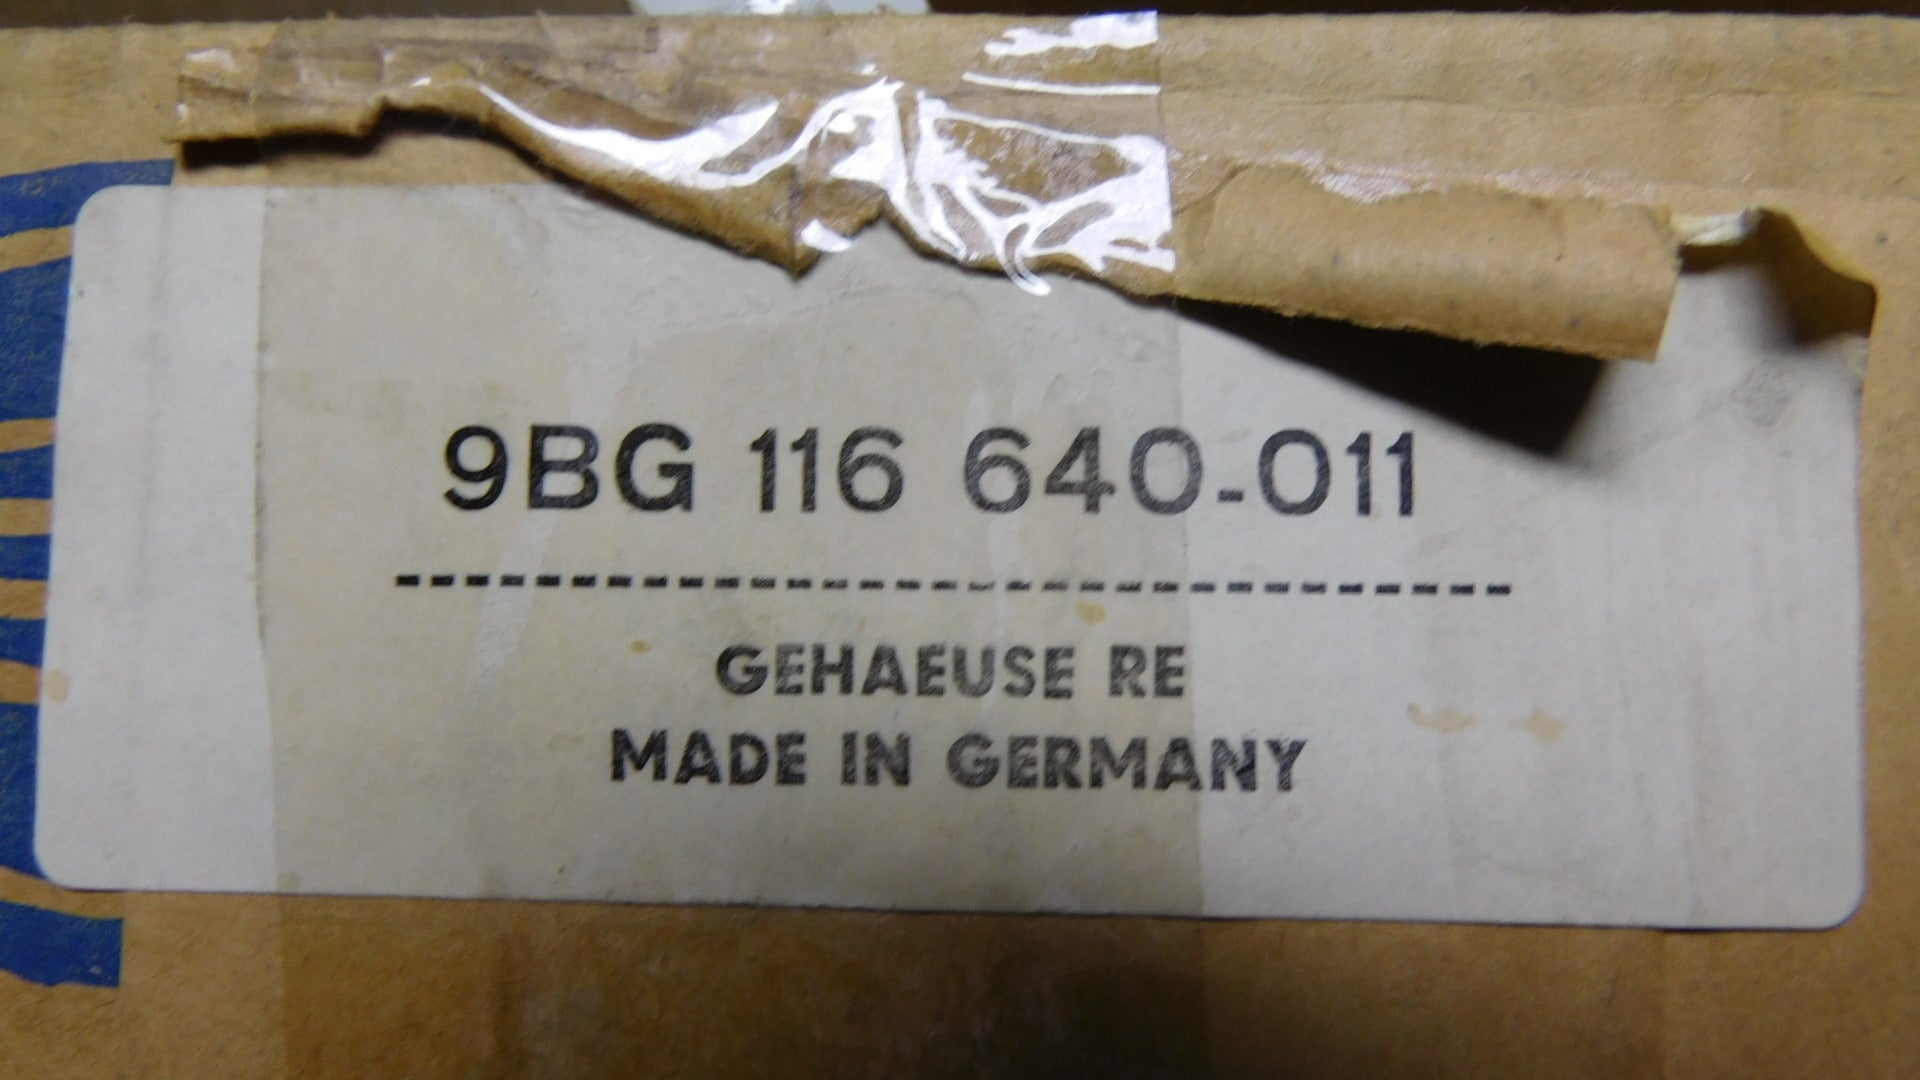 9BG 116 640-011
-------------------------------
GEHAEUSE RE
MADE IN GERMANY